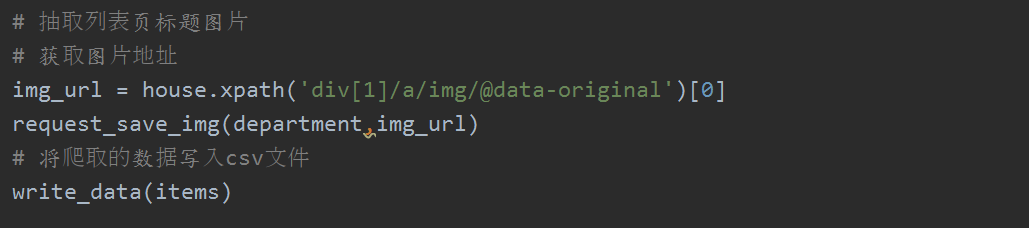 # 抽取列表页标题图片
# 获取图片地址
img_url = house.xpath('div[1]/a/img/@data-original')[0]
request_save_img(department,img_url)
# 将爬取的数据写入csv文件
write_data(items)